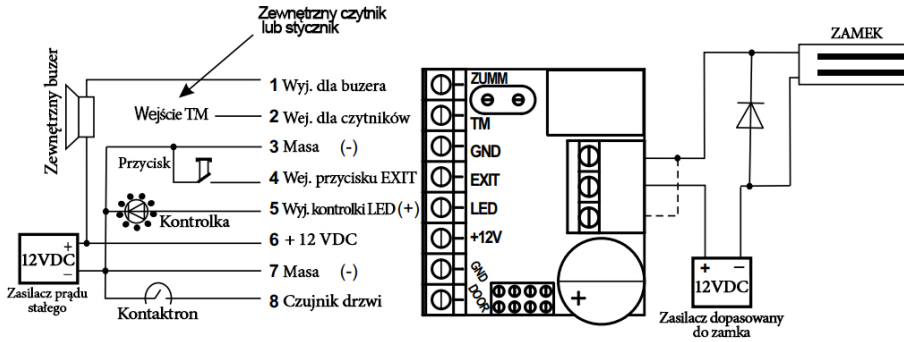 Zewnętrzny czytnik
lub stycznik
ZAMEK
Zewnętrzny buzer
1 Wyj. dla buzera
Wejście TM
2 Wej. dla czytników
3 Masa (-)
Przycisk
4 Wej. przycisku EXIT
Kontrolka
5 Wyj. kontrolki LED (+)
6 + 12 VDC
+
12VDC
–
7 Masa (-)
Zasilacz prądu
stałego
Kontaktron
8 Czujnik drzwi
ZUMM
TM
GND
EXIT
LED
+12V
GND
DOOR
+
+ –
12VDC
Zasilacz dopasowany
do zamka